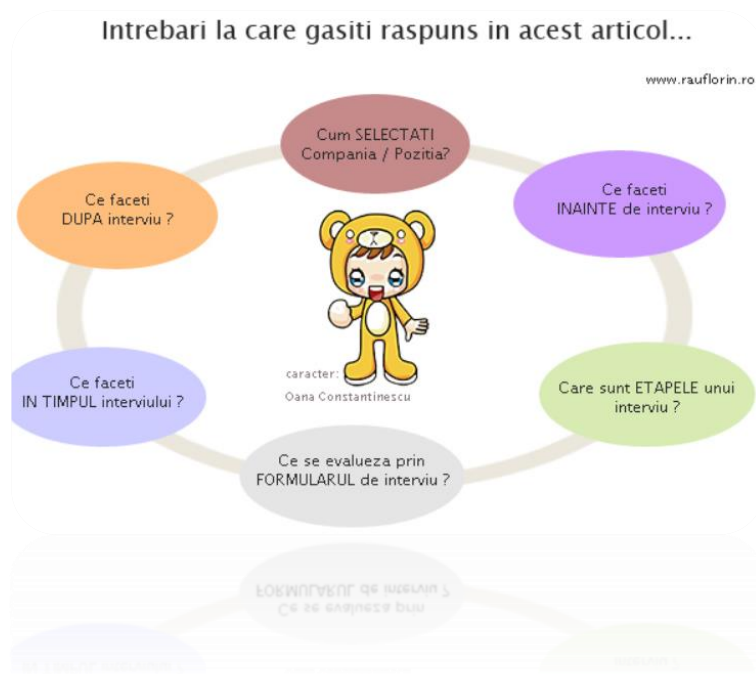 Intrebari la care gasiti raspuns in acest articol...
www.rauflorin.ro
Cum SELECTATI
Compania / Pozitia?
Ce faceti
INAINTE de interviu ?
Care sunt ETAPELE unui
interviu ?
Ce se evalueza prin
FORMULARUL de interviu ?
Ce faceti
IN TIMPUL interviului ?
Ce faceti
DUPA interviu ?
caracter:
Oana Constantinescu